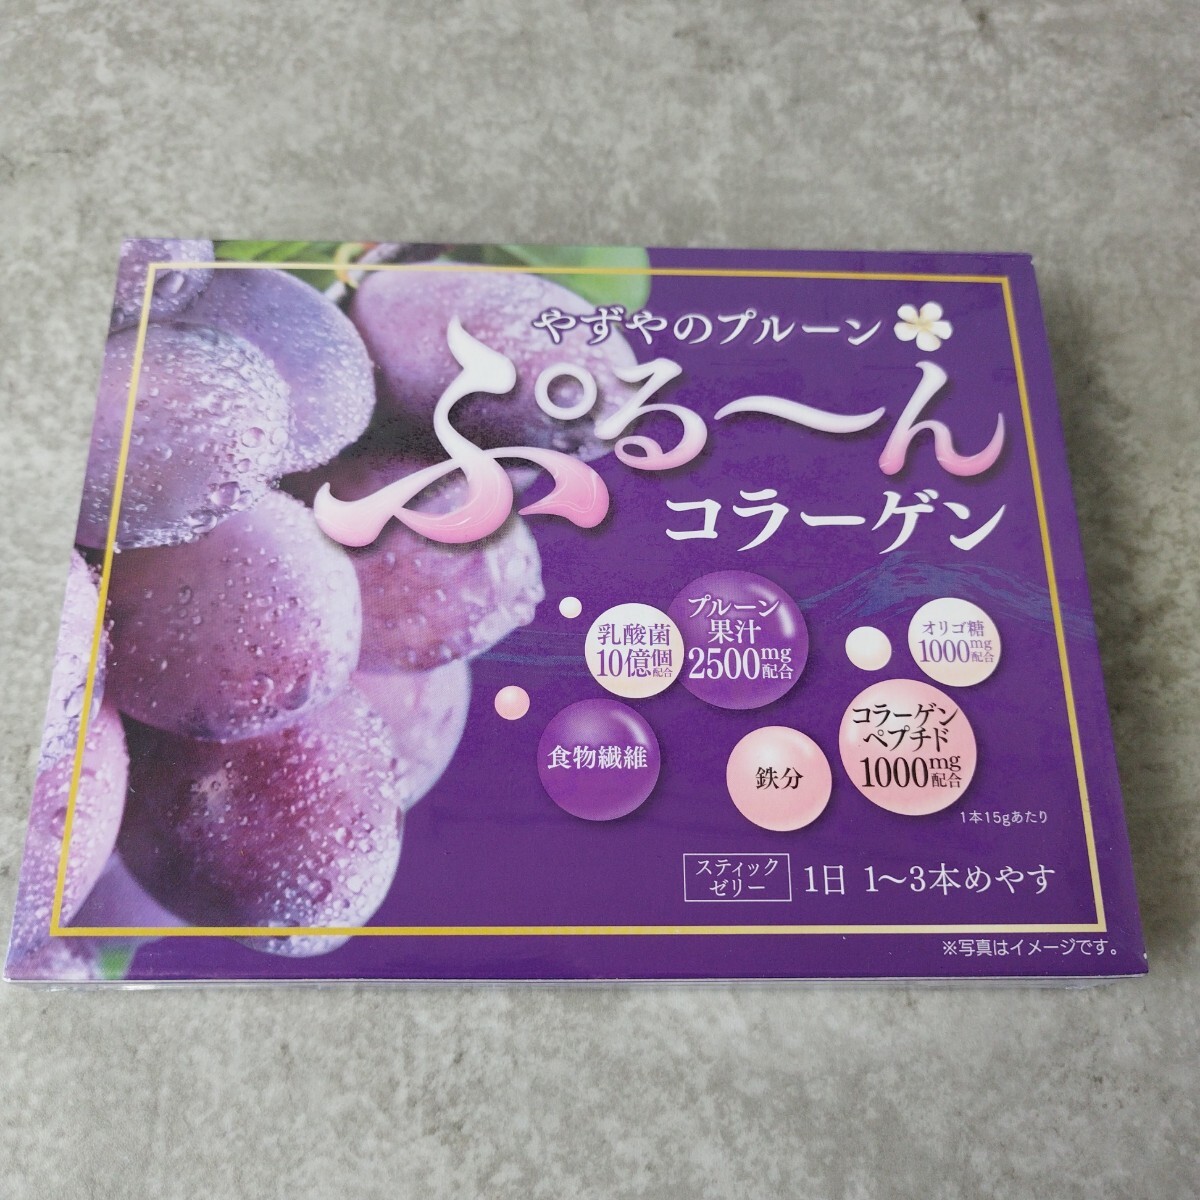 やずやのプルーン
ぷる〜ん
コラーゲン
乳酸菌
10億個配合
プルーン
果汁
2500mg配合
オリゴ糖
1000mg配合
食物繊維
鉄分
コラーゲン
ペプチド
1000mg配合
1本15gあたり
スティック
ゼリー
1日 1〜3本めやす
※写真はイメージです。